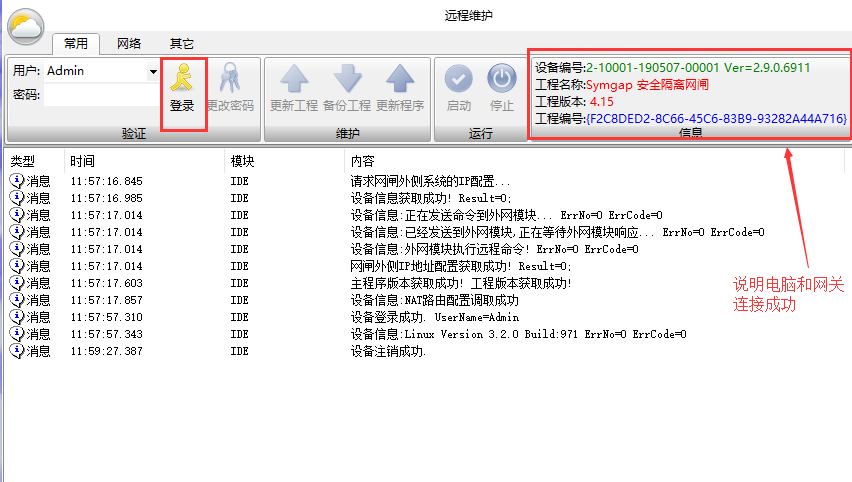 远程维护
常用 网络 其它
用户: Admin
密码:
登录
更改密码
验证
更新工程 备份工程 更新程序
维护
启动 停止
运行
设备编号:2-10001-190507-00001 Ver=2.9.0.6911
工程名称:Symgap 安全隔离网闸
工程版本: 4.15
工程编号:{F2C8DED2-8C66-45C6-83B9-93282A44A716}
信息
类型 时间 模块 内容
消息 11:57:16.845 IDE 请求网闸外侧系统的IP配置...
消息 11:57:16.985 IDE 设备信息获取成功! Result=0;
消息 11:57:17.014 IDE 设备信息:正在发送命令到外网模块... ErrNo=0 ErrCode=0
消息 11:57:17.014 IDE 设备信息:已经发送到外网模块,正在等待外网模块响应... ErrNo=0 ErrCode=0
消息 11:57:17.014 IDE 设备信息:外网模块执行远程命令! ErrNo=0 ErrCode=0
消息 11:57:17.014 IDE 网闸外侧IP地址配置获取成功! Result=0;
消息 11:57:17.603 IDE 主程序版本获取成功! 工程版本获取成功!
消息 11:57:17.857 IDE 设备信息:NAT路由配置调取成功
消息 11:57:57.310 IDE 设备登录成功. UserName=Admin
消息 11:57:57.343 IDE 设备信息:Linux Version 3.2.0 Build:971 ErrNo=0 ErrCode=0
消息 11:59:27.387 IDE 设备注销成功.
说明电脑和网关
连接成功